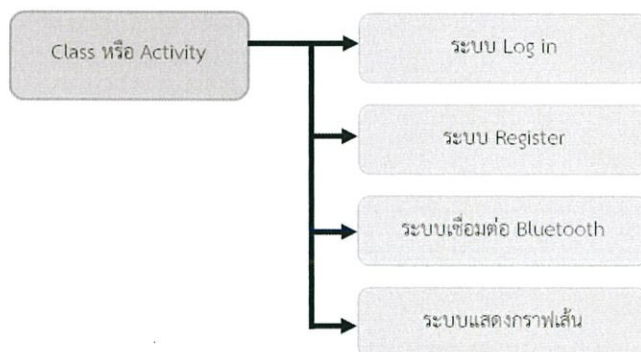 Class หรือ Activity
ระบบ Log in
ระบบ Register
ระบบเชื่อมต่อ Bluetooth
ระบบแสดงกราฟเส้น